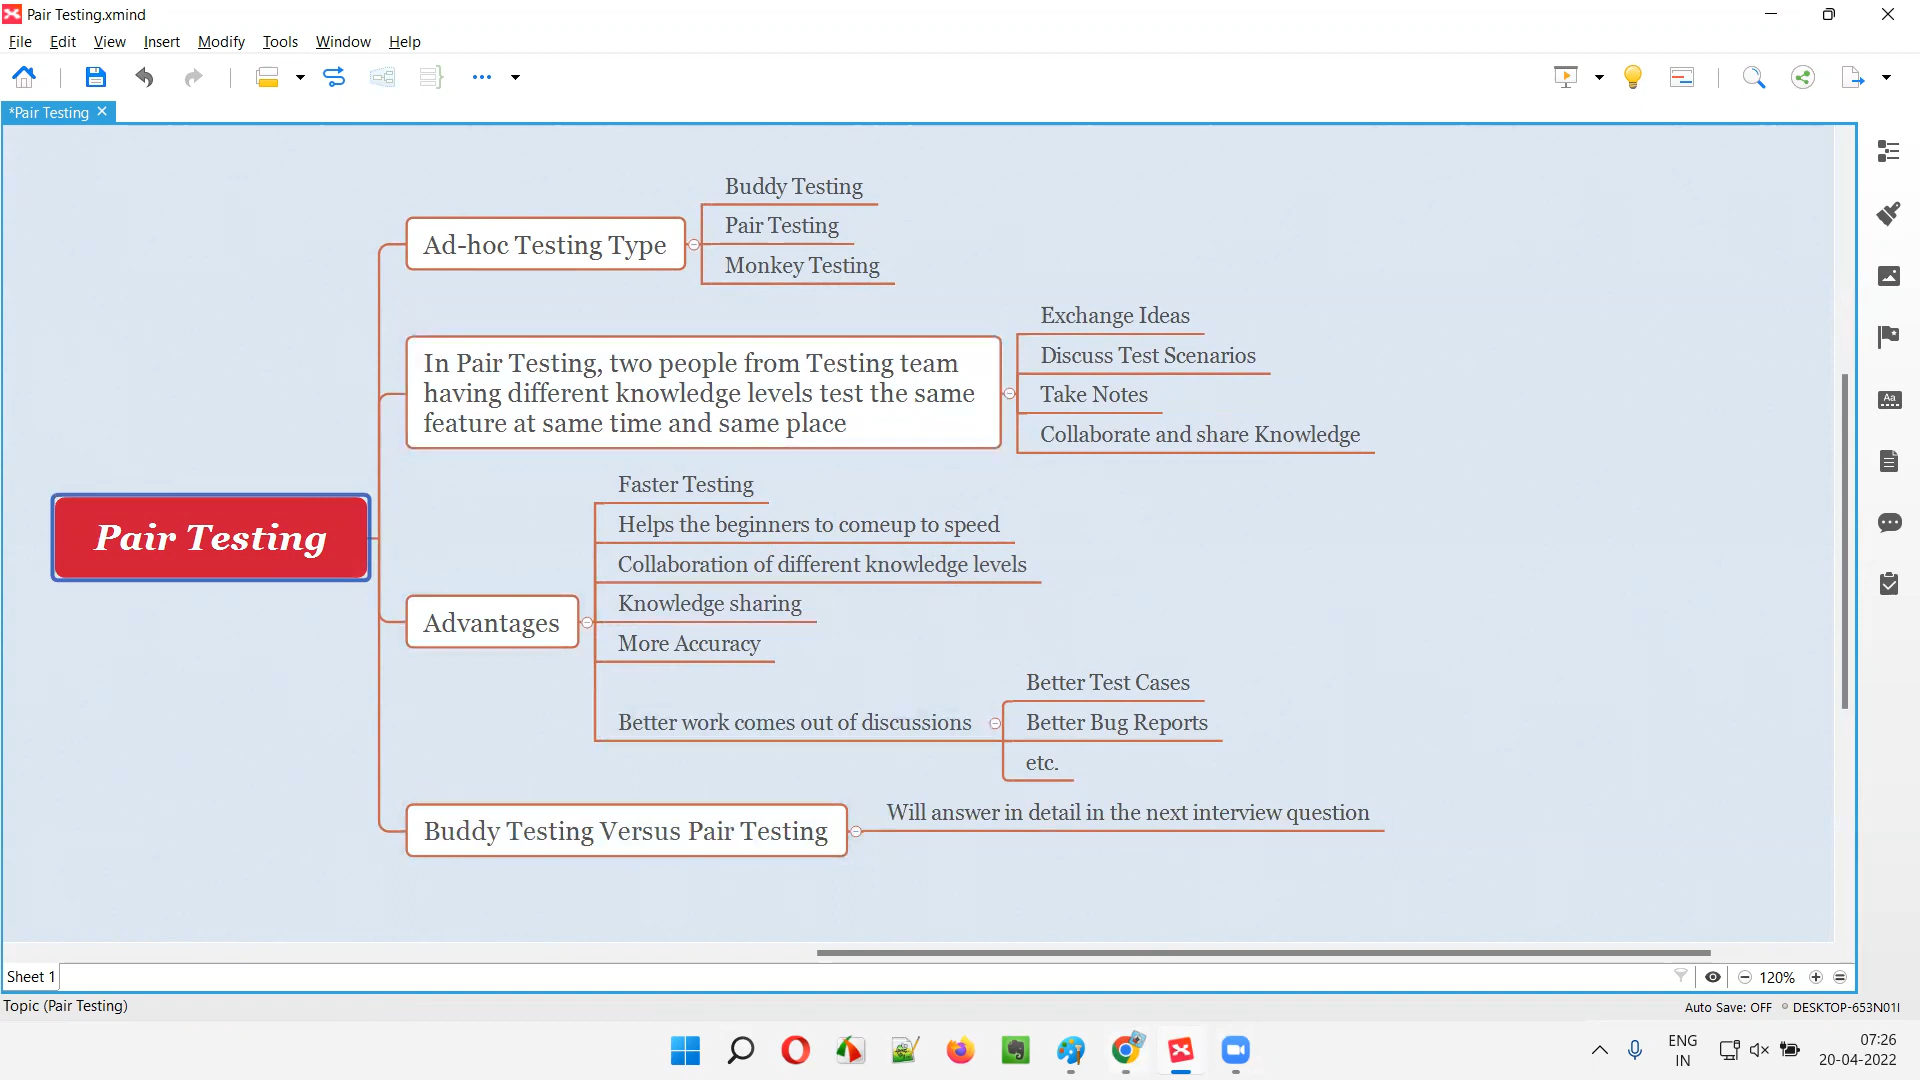 Pair Testing.xmind
File Edit View Insert Modify Tools Window Help
*Pair Testing
Buddy Testing
Ad-hoc Testing Type
Pair Testing
Monkey Testing
In Pair Testing, two people from Testing team
having different knowledge levels test the same
feature at same time and same place
Exchange Ideas
Discuss Test Scenarios
Take Notes
Collaborate and share Knowledge
Pair Testing
Advantages
Faster Testing
Helps the beginners to comeup to speed
Collaboration of different knowledge levels
Knowledge sharing
More Accuracy
Better work comes out of discussions
Better Test Cases
Better Bug Reports
etc.
Buddy Testing Versus Pair Testing
Will answer in detail in the next interview question
Sheet 1
120%
Topic (Pair Testing)
Auto Save: OFF DESKTOP-653N01I
ENG
IN
07:26
20-04-2022
Aa